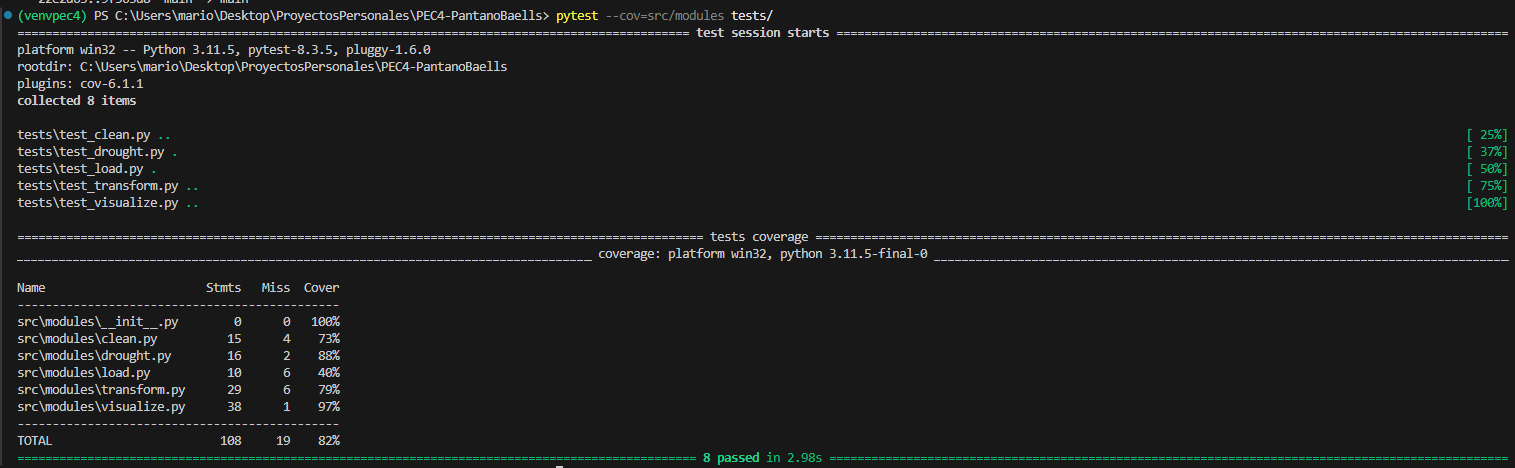 (venvpec4) PS C:\Users\mario\Desktop\ProyectosPersonales\PEC4-PantanoBaells> pytest --cov=src/modules tests/
============================== test session starts ==============================
platform win32 -- Python 3.11.5, pytest-8.3.5, pluggy-1.6.0
rootdir: C:\Users\mario\Desktop\ProyectosPersonales\PEC4-PantanoBaells
plugins: cov-6.1.1
collected 8 items
tests\test_clean.py .. [ 25%]
tests\test_drought.py . [ 37%]
tests\test_load.py . [ 50%]
tests\test_transform.py .. [ 75%]
tests\test_visualize.py .. [100%]
============================== tests coverage ==============================
______________________________ coverage: platform win32, python 3.11.5-final-0 ______________________________
Name Stmts Miss Cover
---------------------------------------------
src\modules\__init__.py 0 0 100%
src\modules\clean.py 15 4 73%
src\modules\drought.py 16 2 88%
src\modules\load.py 10 6 40%
src\modules\transform.py 29 6 79%
src\modules\visualize.py 38 1 97%
---------------------------------------------
TOTAL 108 19 82%
============================== 8 passed in 2.98s ==============================